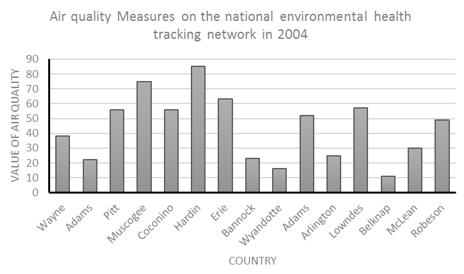 Air quality Measures on the national environmental health
tracking network in 2004
VALUE OF AIR QUALITY
90
80
70
60
50
40
30
20
10
0
Wayne
Adams
Pitt
Muscogee
Coconino
Hardin
Erie
Bannock
Wyandotte
Adams
Arlington
Lowndes
Belknap
McLean
Robeson
COUNTRY